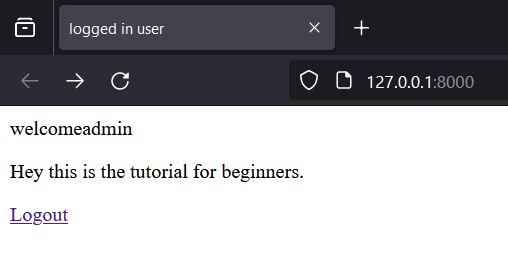 logged in user
127.0.0.1:8000
welcomeadmin
Hey this is the tutorial for beginners.
Logout